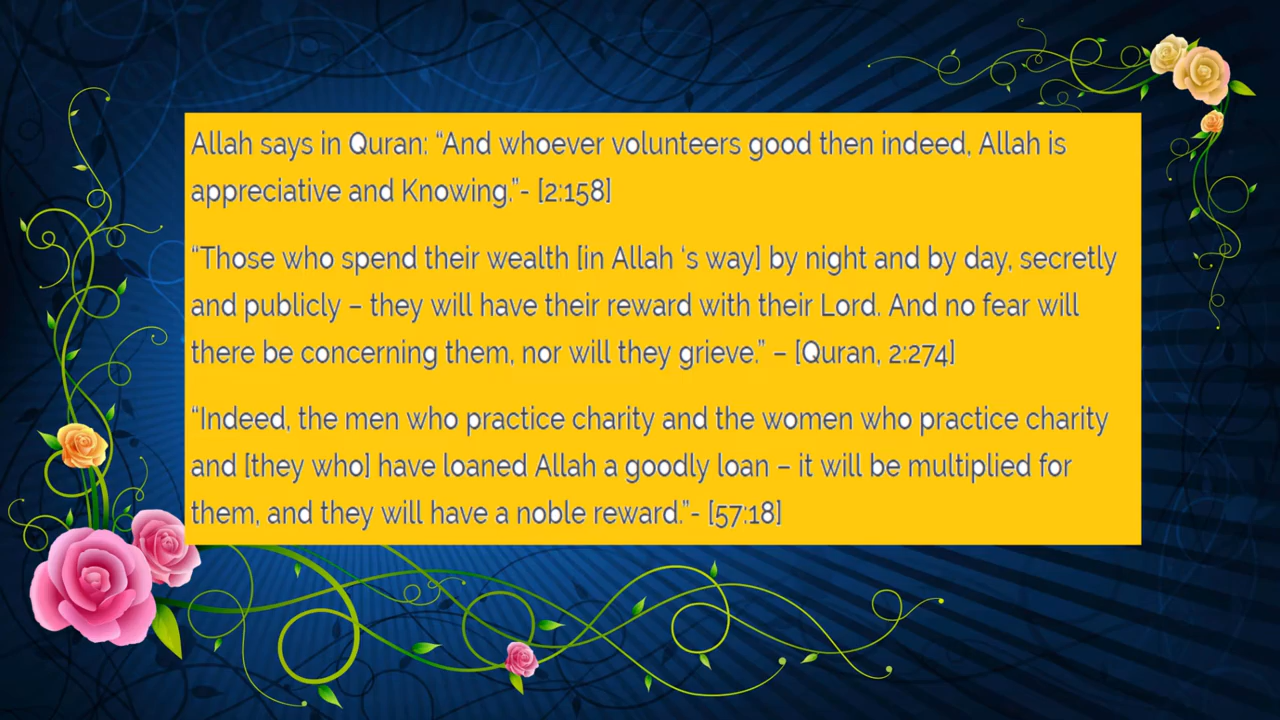 Allah says in Quran: “And whoever volunteers good then indeed, Allah is
appreciative and Knowing.”- [2:158]
“Those who spend their wealth [in Allah ‘s way] by night and by day, secretly
and publicly – they will have their reward with their Lord. And no fear will
there be concerning them, nor will they grieve.” – [Quran, 2:274]
“Indeed, the men who practice charity and the women who practice charity
and [they who] have loaned Allah a goodly loan – it will be multiplied for
them, and they will have a noble reward.”- [57:18]